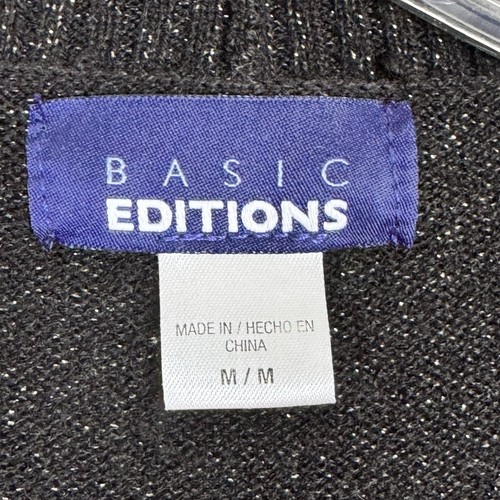 BASIC
EDITIONS
MADE IN / HECHO EN
CHINA
M / M